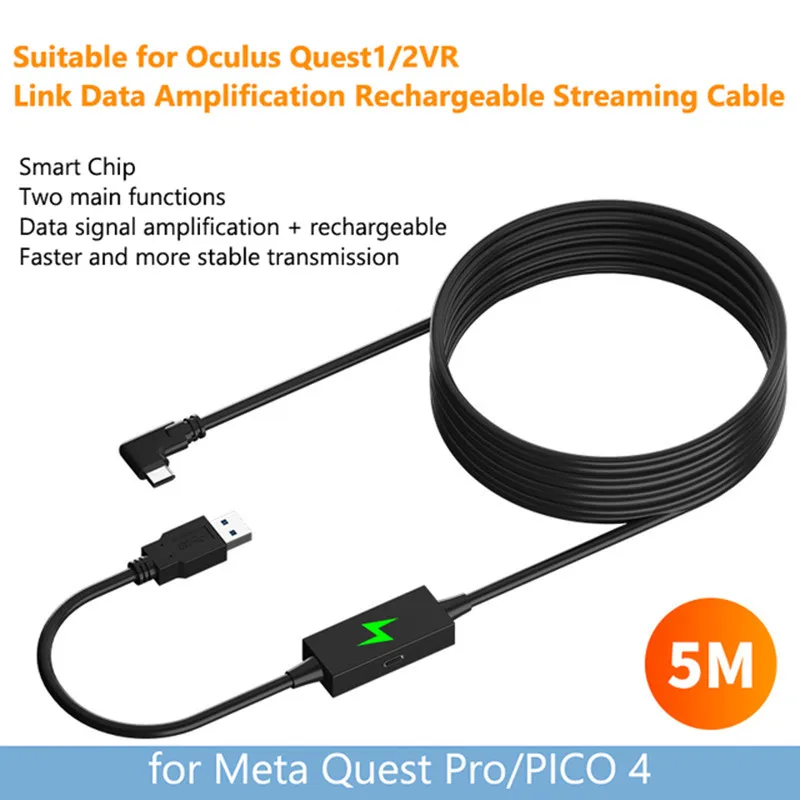 Suitable for Oculus Quest1/2VR
Link Data Amplification Rechargeable Streaming Cable
Smart Chip
Two main functions
Data signal amplification + rechargeable
Faster and more stable transmission
5M
for Meta Quest Pro/PICO 4